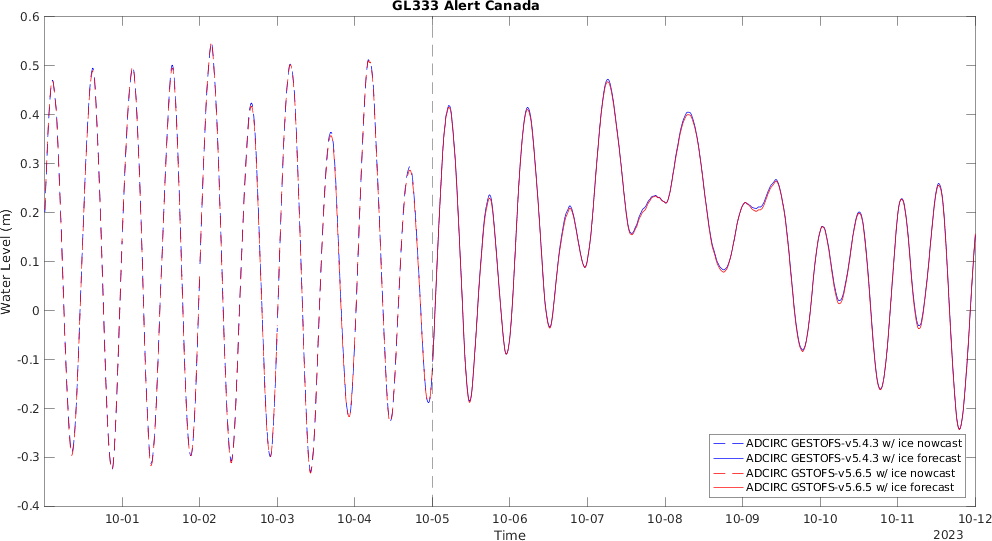 GL333 Alert Canada
Water Level (m)
0.6
0.5
0.4
0.3
0.2
0.1
0
-0.1
-0.2
-0.3
-0.4
ADCIRC GESTOFS-v5.4.3 w/ ice nowcast
ADCIRC GESTOFS-v5.4.3 w/ ice forecast
ADCIRC GSTOFS-v5.6.5 w/ ice nowcast
ADCIRC GSTOFS-v5.6.5 w/ ice forecast
10-01 10-02 10-03 10-04 10-05 10-06 10-07 10-08 10-09 10-10 10-11 10-12
Time
2023